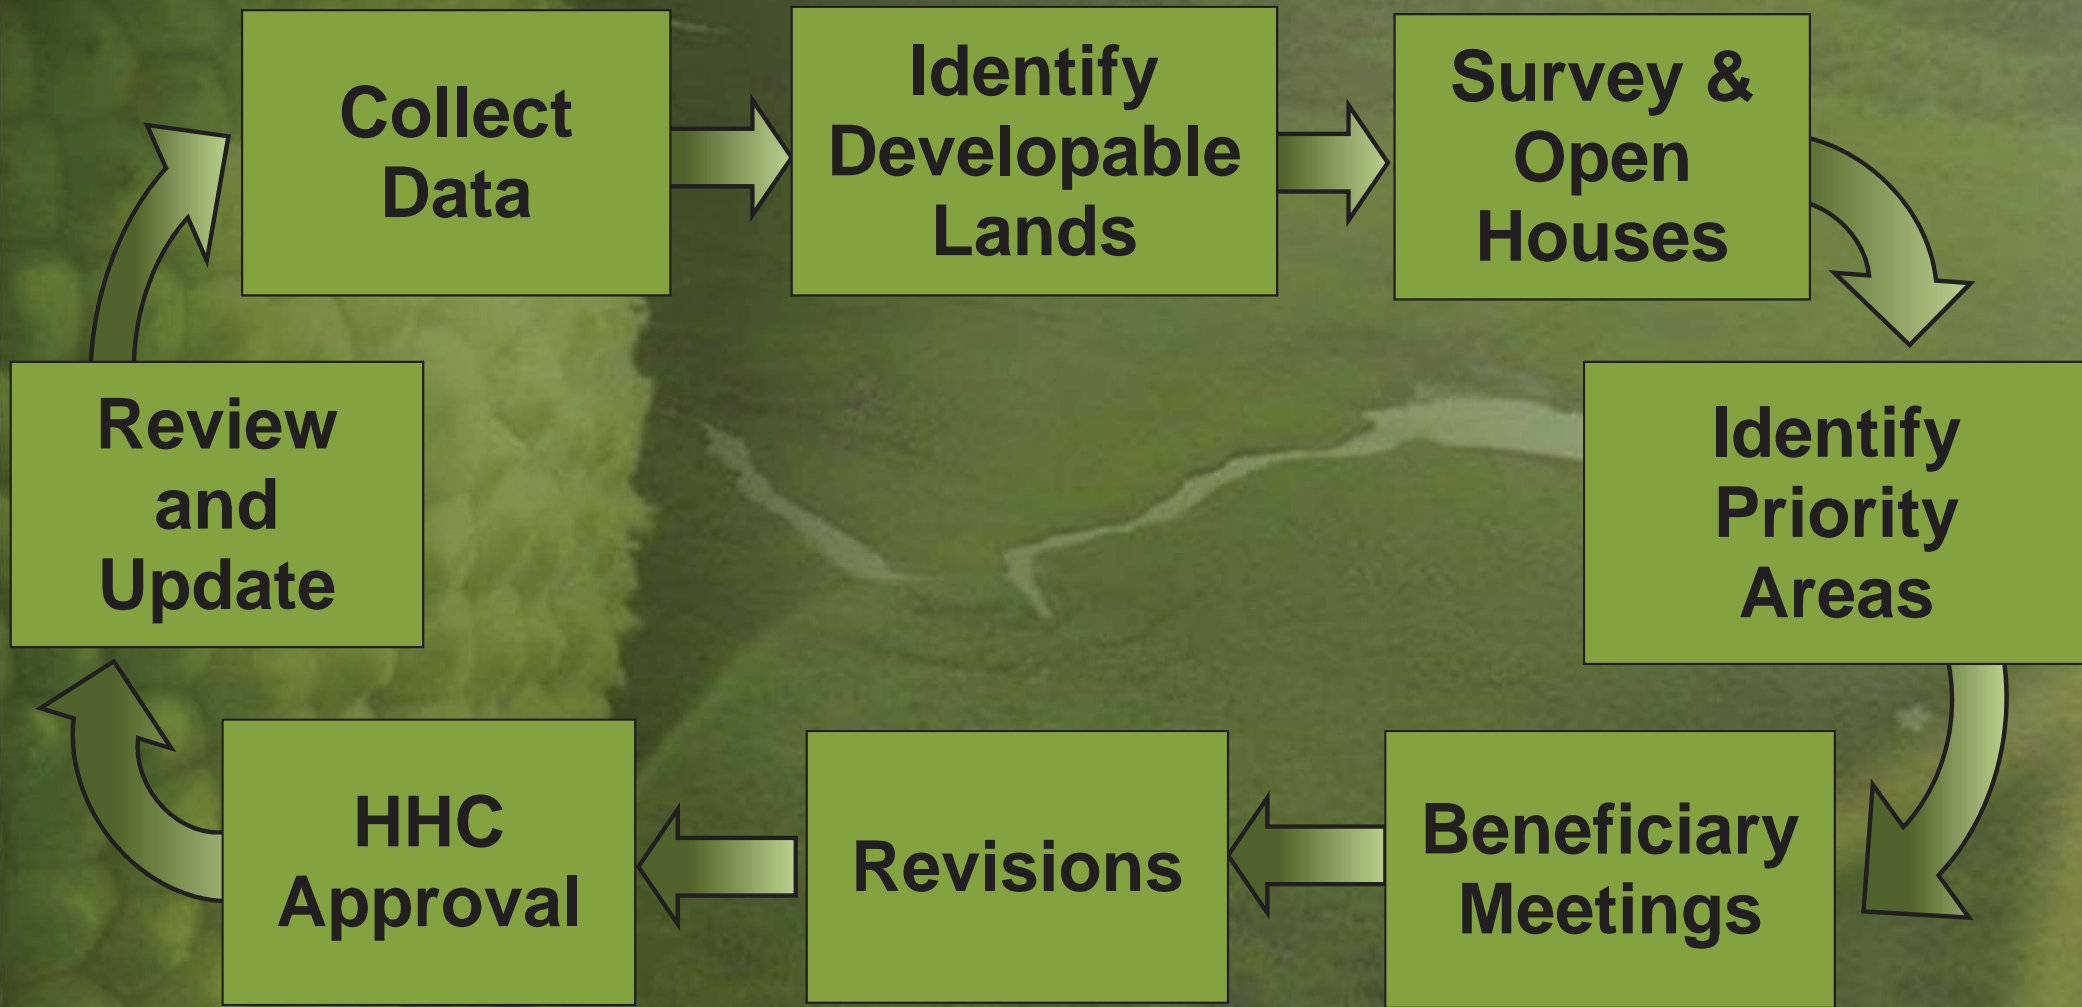 Collect
Data
Identify
Developable
Lands
Survey &
Open
Houses
Identify
Priority
Areas
Beneficiary
Meetings
Revisions
HHC
Approval
Review
and
Update